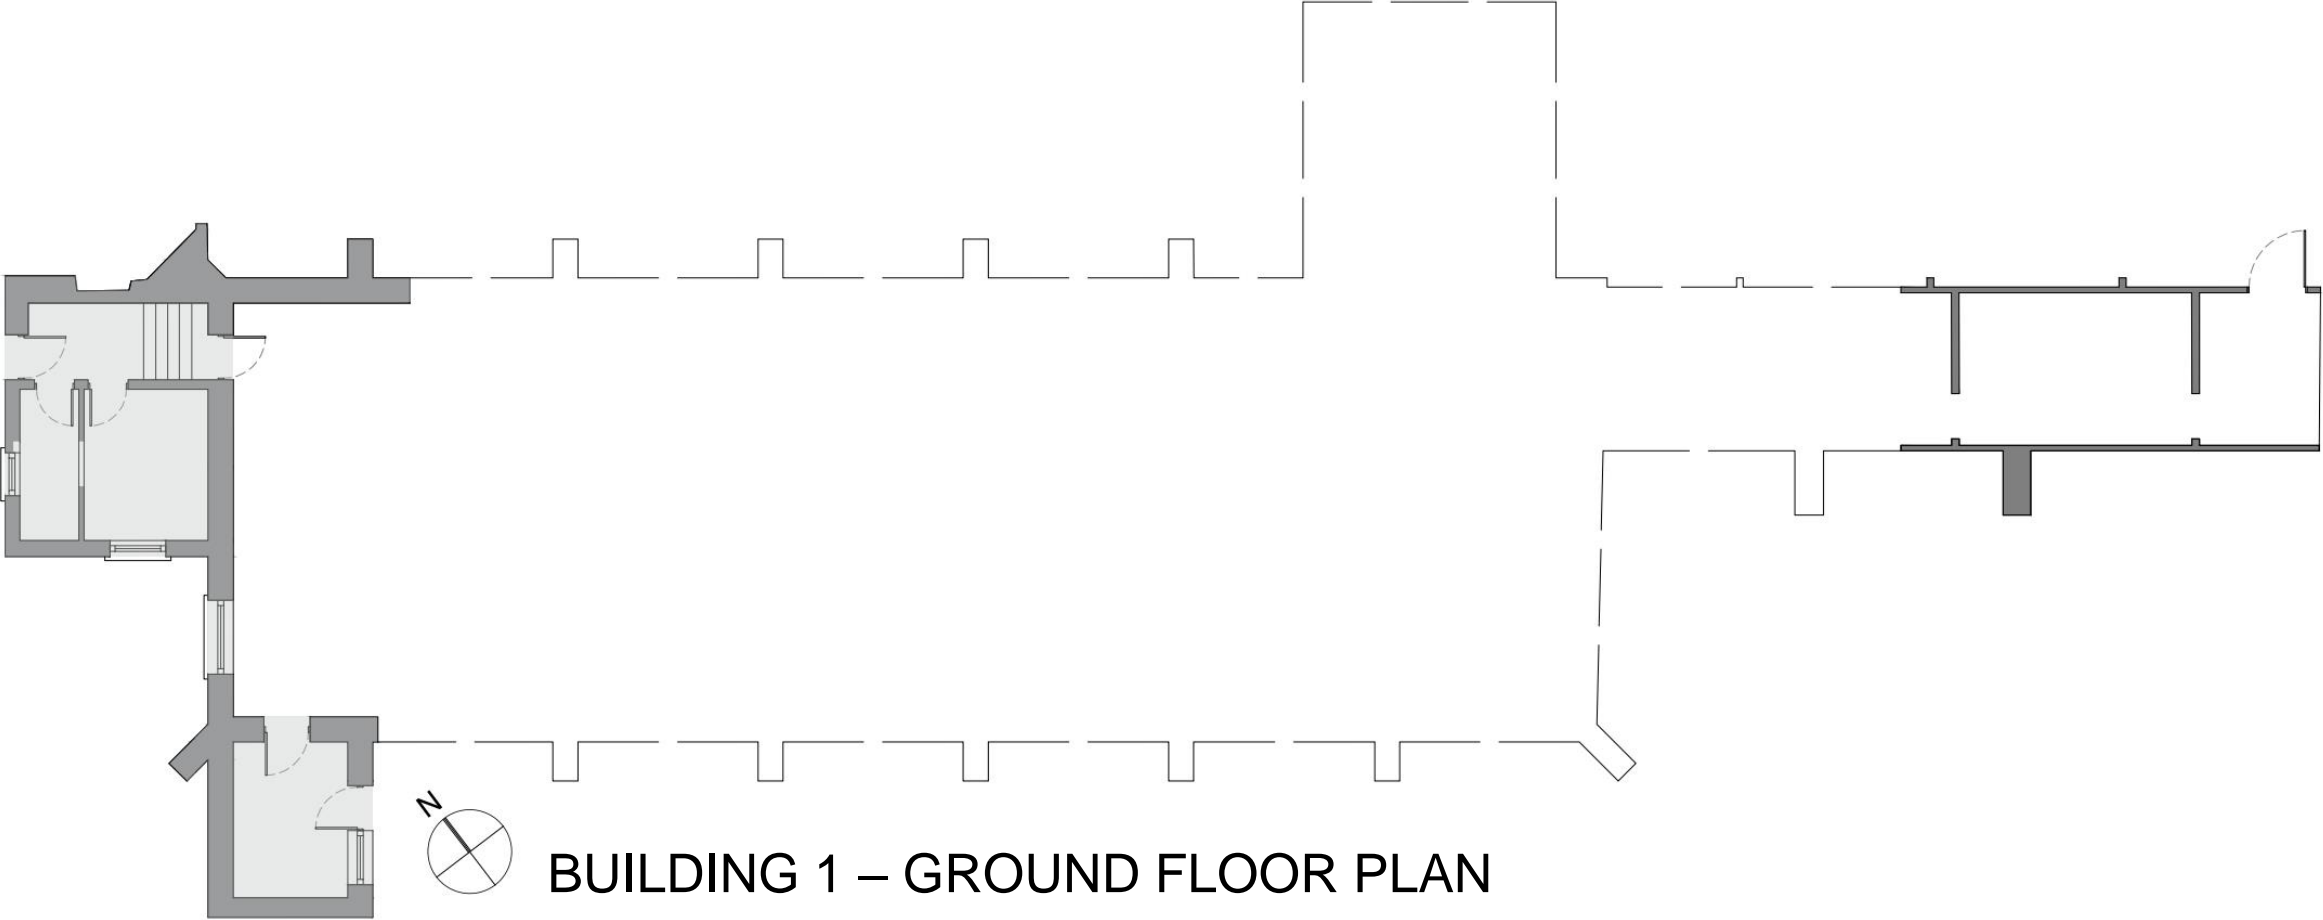 N
BUILDING 1 – GROUND FLOOR PLAN